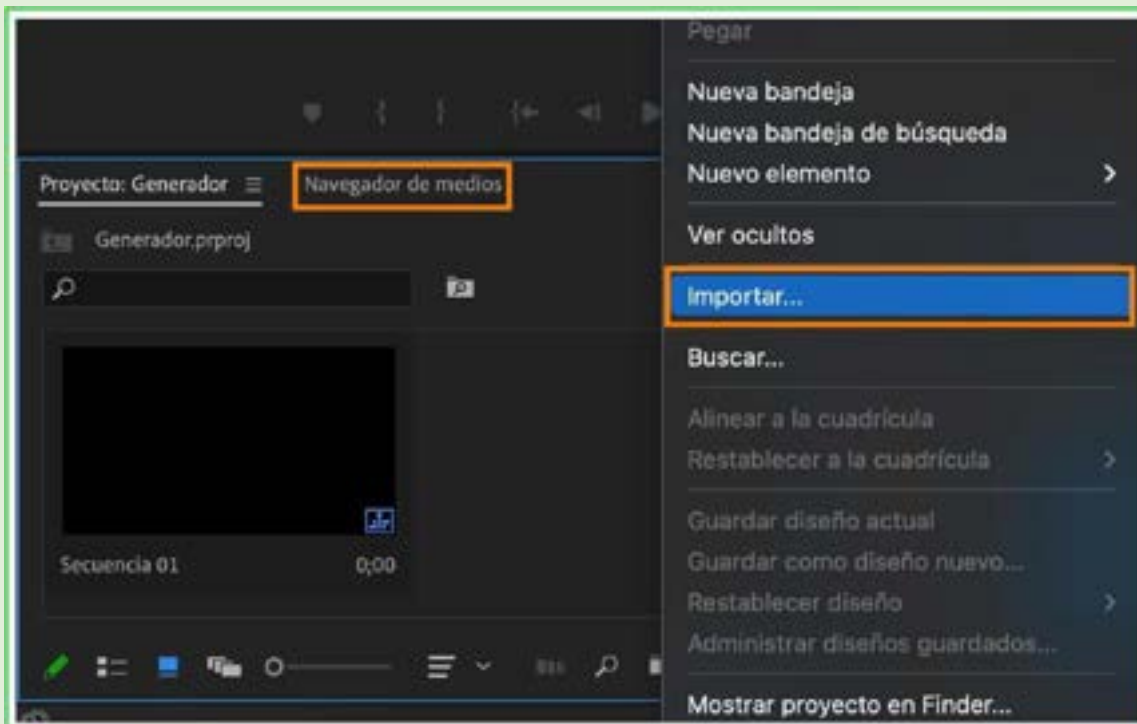 Proyecto: Generador
Navegador de medios
Generador.prproj
Secuencia 01
0;00
Pegar
Nueva bandeja
Nueva bandeja de búsqueda
Nuevo elemento
Ver ocultos
Importar...
Buscar...
Alinear a la cuadrícula
Restablecer a la cuadrícula
Guardar diseño actual
Guardar como diseño nuevo...
Restablecer diseño
Administrar diseños guardados...
Mostrar proyecto en Finder...